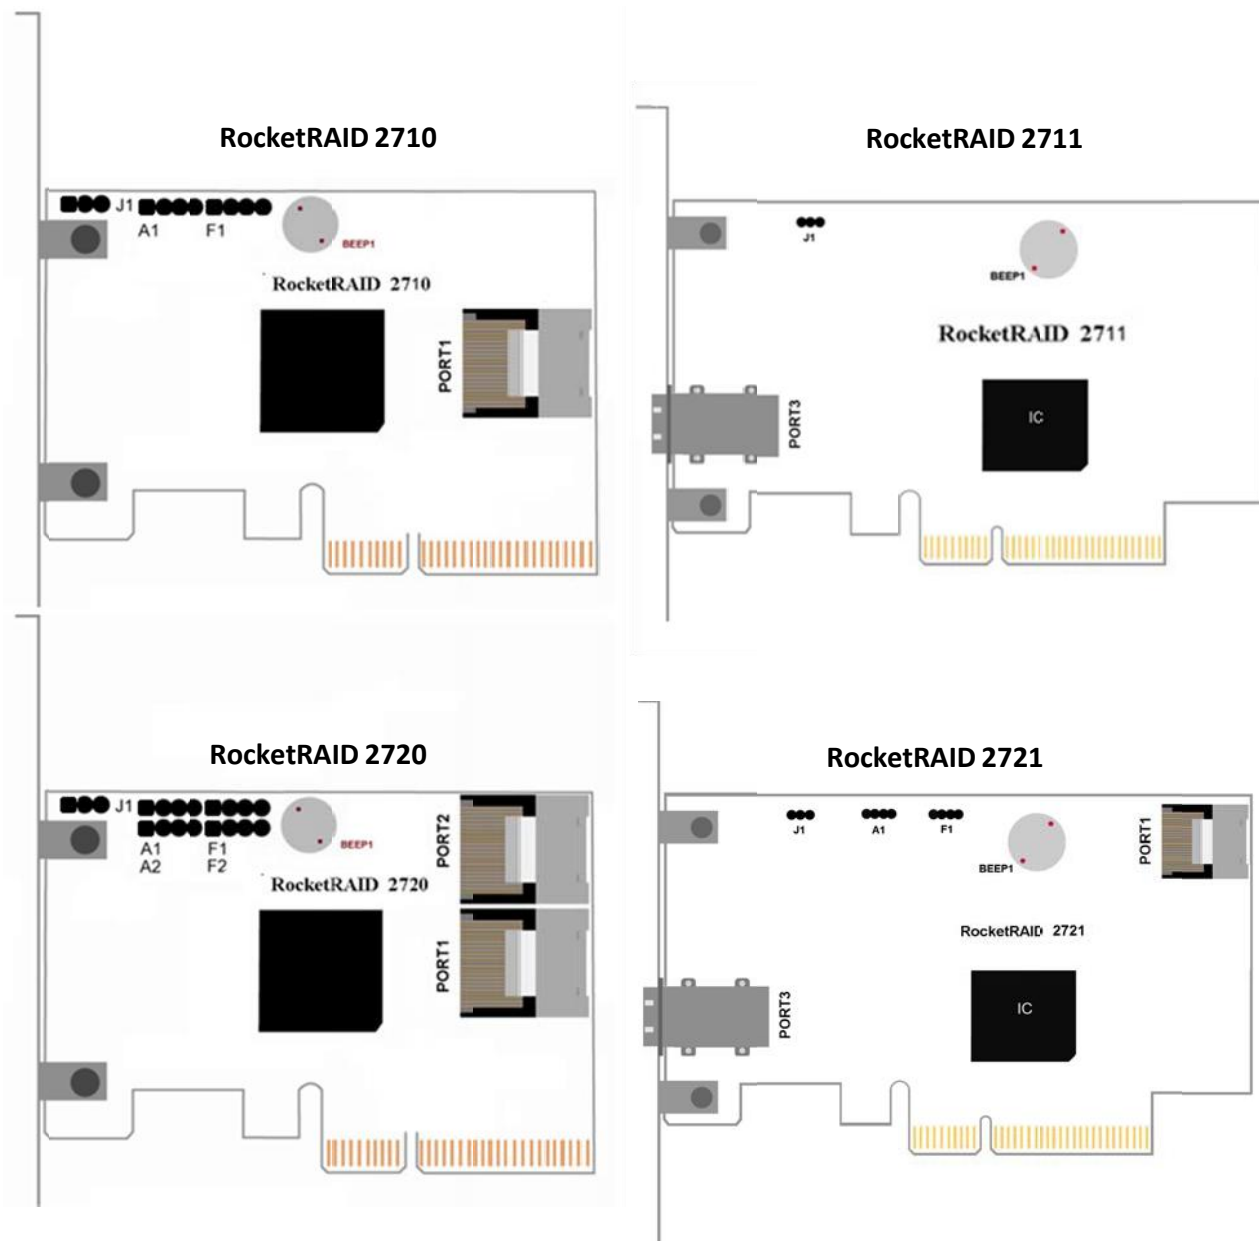 RocketRAID 2710
J1
A1 F1
BEEP1
RocketRAID 2710
PORT1
RocketRAID 2711
J1
BEEP1
RocketRAID 2711
PORT3
IC
RocketRAID 2720
J1
A1 F1
A2 F2
BEEP1
RocketRAID 2720
PORT2
PORT1
RocketRAID 2721
J1 A1 F1
BEEP1
PORT1
RocketRAID 2721
PORT3
IC